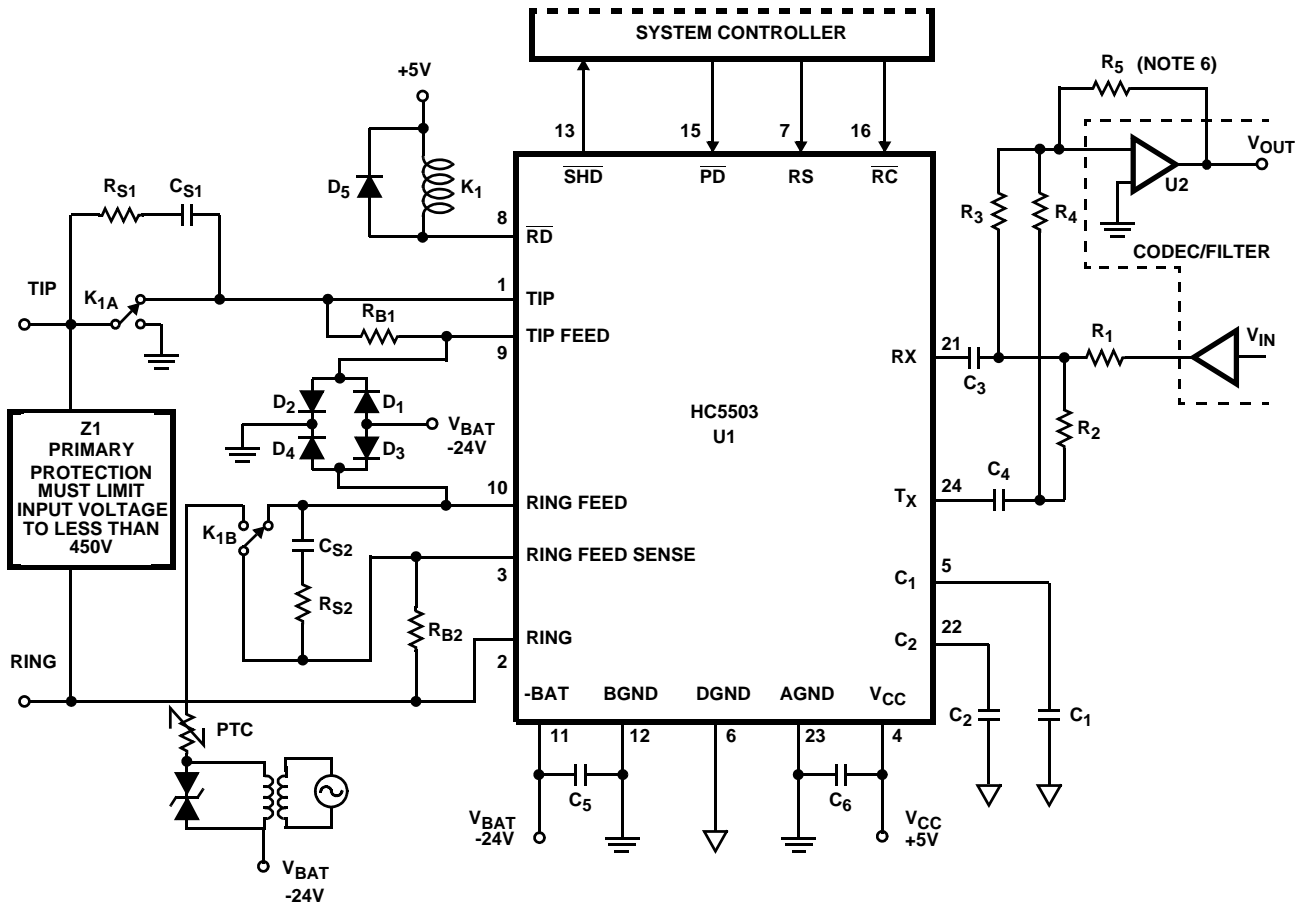 SYSTEM CONTROLLER
R5 (NOTE 6)
+5V
13
15
7
16
VOUT
SHD
PD
RS
RC
U2
RS1
CS1
D5
K1
R3
R4
8
RD
CODEC/FILTER
TIP
K1A
1
TIP
RB1
TIP FEED
9
R1
VIN
21
RX
C3
D2
D1
HC5503
U1
VBAT
-24V
D4
D3
R2
Z1
PRIMARY
PROTECTION
MUST LIMIT
INPUT VOLTAGE
TO LESS THAN
450V
10
RING FEED
24
TX
C4
K1B
CS2
RING FEED SENSE
3
5
C1
RS2
RB2
22
C2
RING
2
RING
-BAT
BGND
DGND
AGND
VCC
C2
C1
PTC
11
12
6
23
4
C5
C6
VBAT
-24V
VCC
+5V
VBAT
-24V